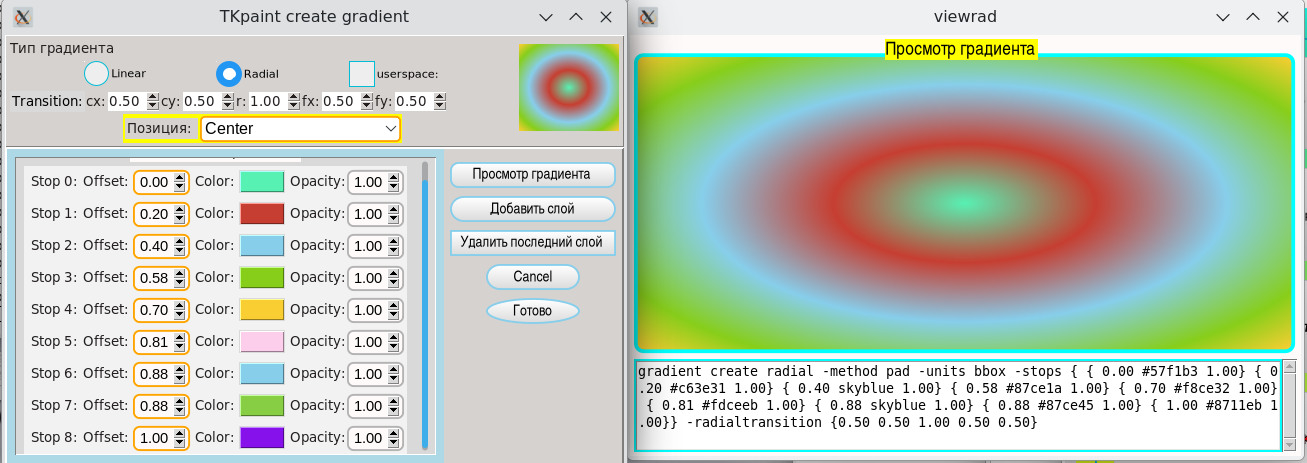 TKpaint create gradient
Тип градиента
Linear Radial userspace:
Transition: cx: 0.50 cy: 0.50 r: 1.00 fx: 0.50 fy: 0.50
Позиция: Center
Stop 0: Offset: 0.00 Color: Opacity: 1.00
Stop 1: Offset: 0.20 Color: Opacity: 1.00
Stop 2: Offset: 0.40 Color: Opacity: 1.00
Stop 3: Offset: 0.58 Color: Opacity: 1.00
Stop 4: Offset: 0.70 Color: Opacity: 1.00
Stop 5: Offset: 0.81 Color: Opacity: 1.00
Stop 6: Offset: 0.88 Color: Opacity: 1.00
Stop 7: Offset: 0.88 Color: Opacity: 1.00
Stop 8: Offset: 1.00 Color: Opacity: 1.00
Просмотр градиента
Добавить слой
Удалить последний слой
Cancel
Готово
viewrad
Просмотр градиента
gradient create radial -method pad -units bbox -stops { { 0.00 #57f1b3 1.00} { 0
.20 #c63e31 1.00} { 0.40 skyblue 1.00} { 0.58 #87ce1a 1.00} { 0.70 #f8ce32 1.00}
{ 0.81 #fdceeb 1.00} { 0.88 skyblue 1.00} { 0.88 #87ce45 1.00} { 1.00 #8711eb 1
.00}} -radialtransition {0.50 0.50 1.00 0.50 0.50}